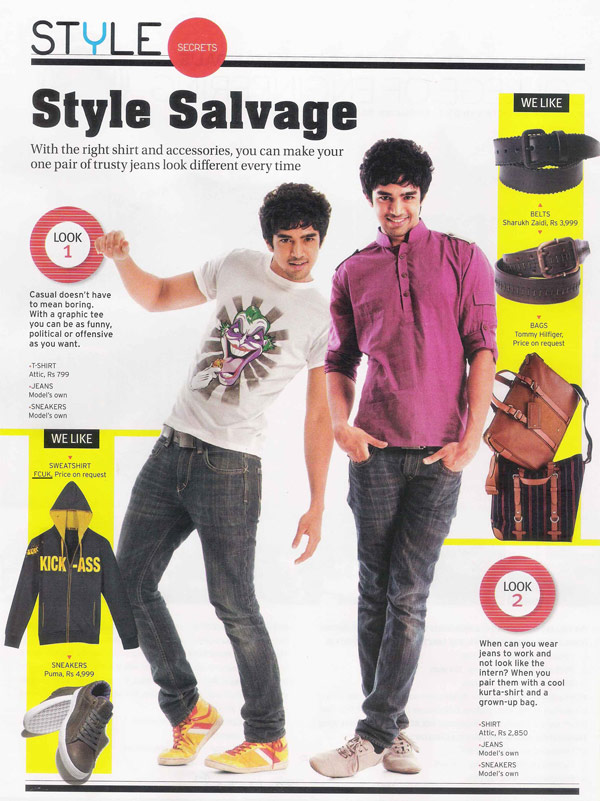 STYLE
SECRETS
Style Salvage
With the right shirt and accessories, you can make your
one pair of trusty jeans look different every time
LOOK
1
Casual doesn't have
to mean boring.
With a graphic tee
you can be as funny,
political or offensive
as you want.
-T-SHIRT
Attic, Rs 799
-JEANS
Model's own
-SNEAKERS
Model's own
WE LIKE
SWEATSHIRT
FCUK, Price on request
KICK-ASS
SNEAKERS
Puma, Rs 4,999
WE LIKE
BELTS
Sharukh Zaidi, Rs 3,999
BAGS
Tommy Hilfiger,
Price on request
LOOK
2
When can you wear
jeans to work and
not look like the
intern? When you
pair them with a cool
kurta-shirt and a
grown-up bag.
-SHIRT
Attic, Rs 2,850
-JEANS
Model's own
-SNEAKERS
Model's own